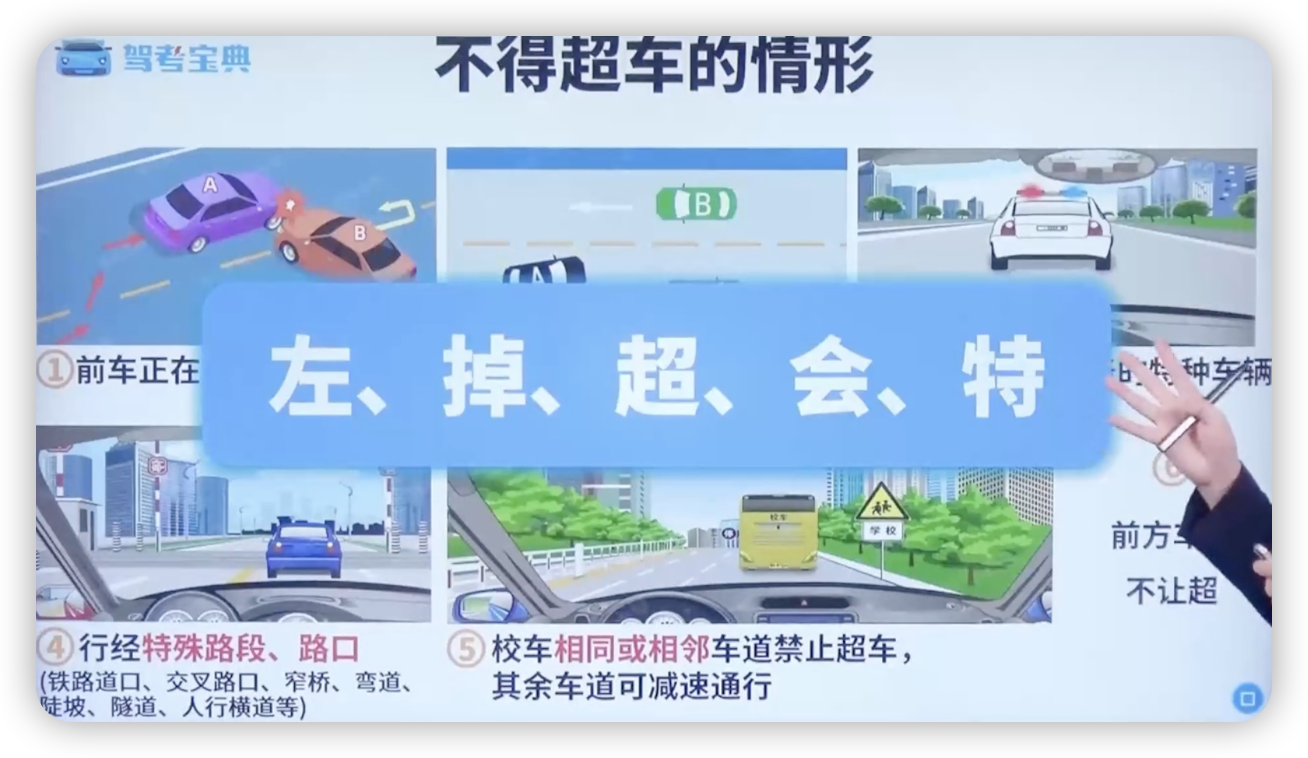 驾考宝典
不得超车的情形
A
B
B
A
左、掉、超、会、特
①前车正在
的特种车辆
校车
学校
⑥
前方车
不让超
④行经特殊路段、路口
(铁路道口、交叉路口、窄桥、弯道、
陡坡、隧道、人行横道等)
⑤校车相同或相邻车道禁止超车，
其余车道可减速通行